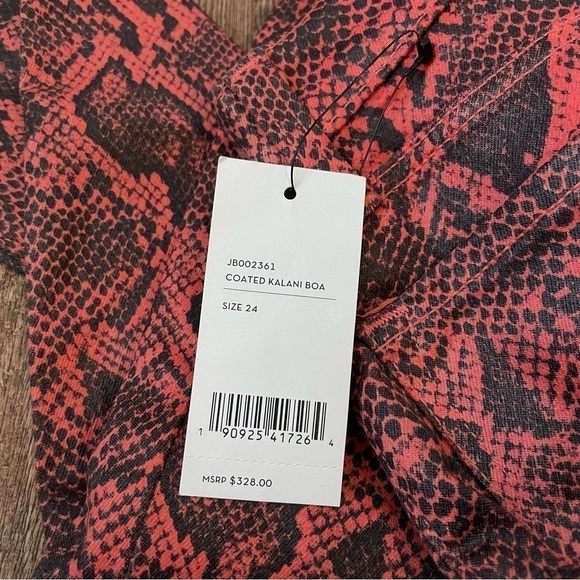 JB002361
COATED KALANI BOA
SIZE 24
1 90925 41726 4
MSRP $328.00